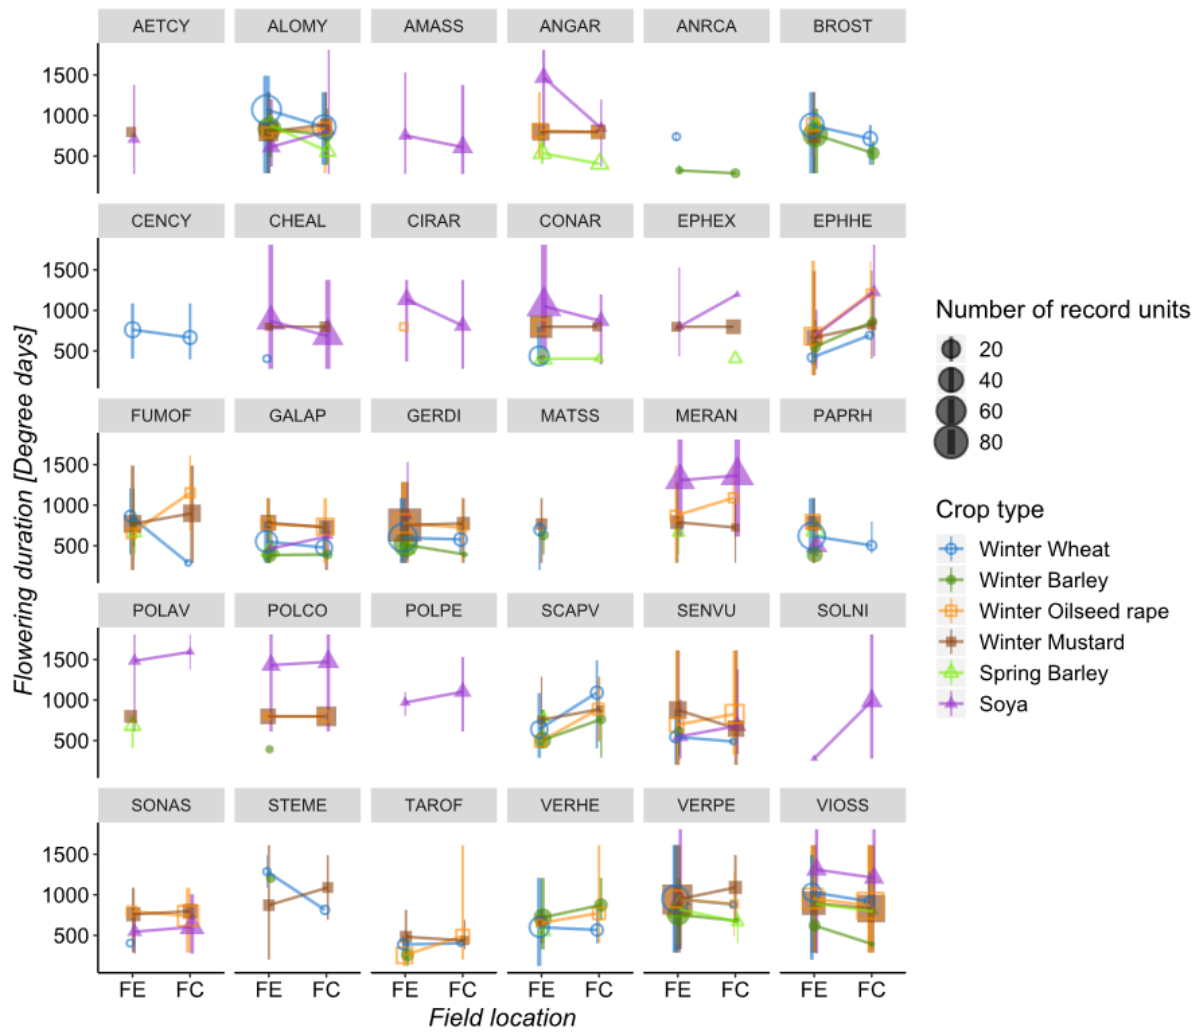 AETCY ALOMY AMASS ANGAR ANRCA BROST
1500
1000
500
CENCY CHEAL CIRAR CONAR EPHEX EPHHE
1500
1000
500
FUMOF GALAP GERDI MATSS MERAN PAPRH
1500
1000
500
POLAV POLCO POLPE SCAPV SENVU SOLNI
1500
1000
500
SONAS STEME TAROF VERHE VERPE VIOSS
1500
1000
500
FE FC FE FC FE FC FE FC FE FC FE FC
Field location
Flowering duration [Degree days]
Number of record units
20
40
60
80
Crop type
Winter Wheat
Winter Barley
Winter Oilseed rape
Winter Mustard
Spring Barley
Soya